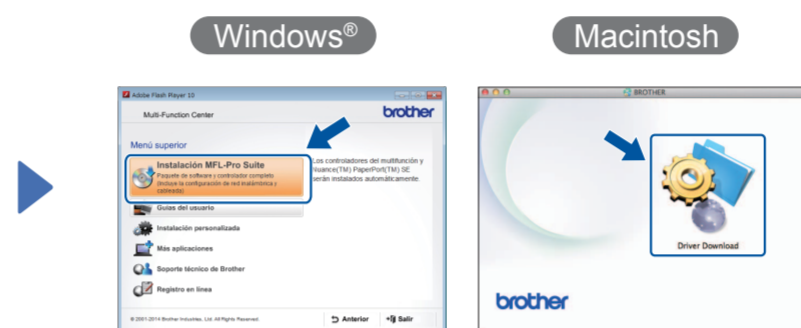 Windows®
Macintosh
Adobe Flash Player 10
Multi-Function Center
brother
Menú superior
Instalación MFL-Pro Suite
Paquete de software y controlador completo
(Incluye la configuración de red inalámbrica y
cableada)
Los controladores del multifunción y
Nuance(TM) PaperPort(TM) SE
serán instalados automáticamente.
Guías del usuario
Instalación personalizada
Más aplicaciones
Soporte técnico de Brother
Registro en línea
© 2001-2014 Brother Industries, Ltd. All Rights Reserved.
Anterior
Salir
BROTHER
Driver Download
brother